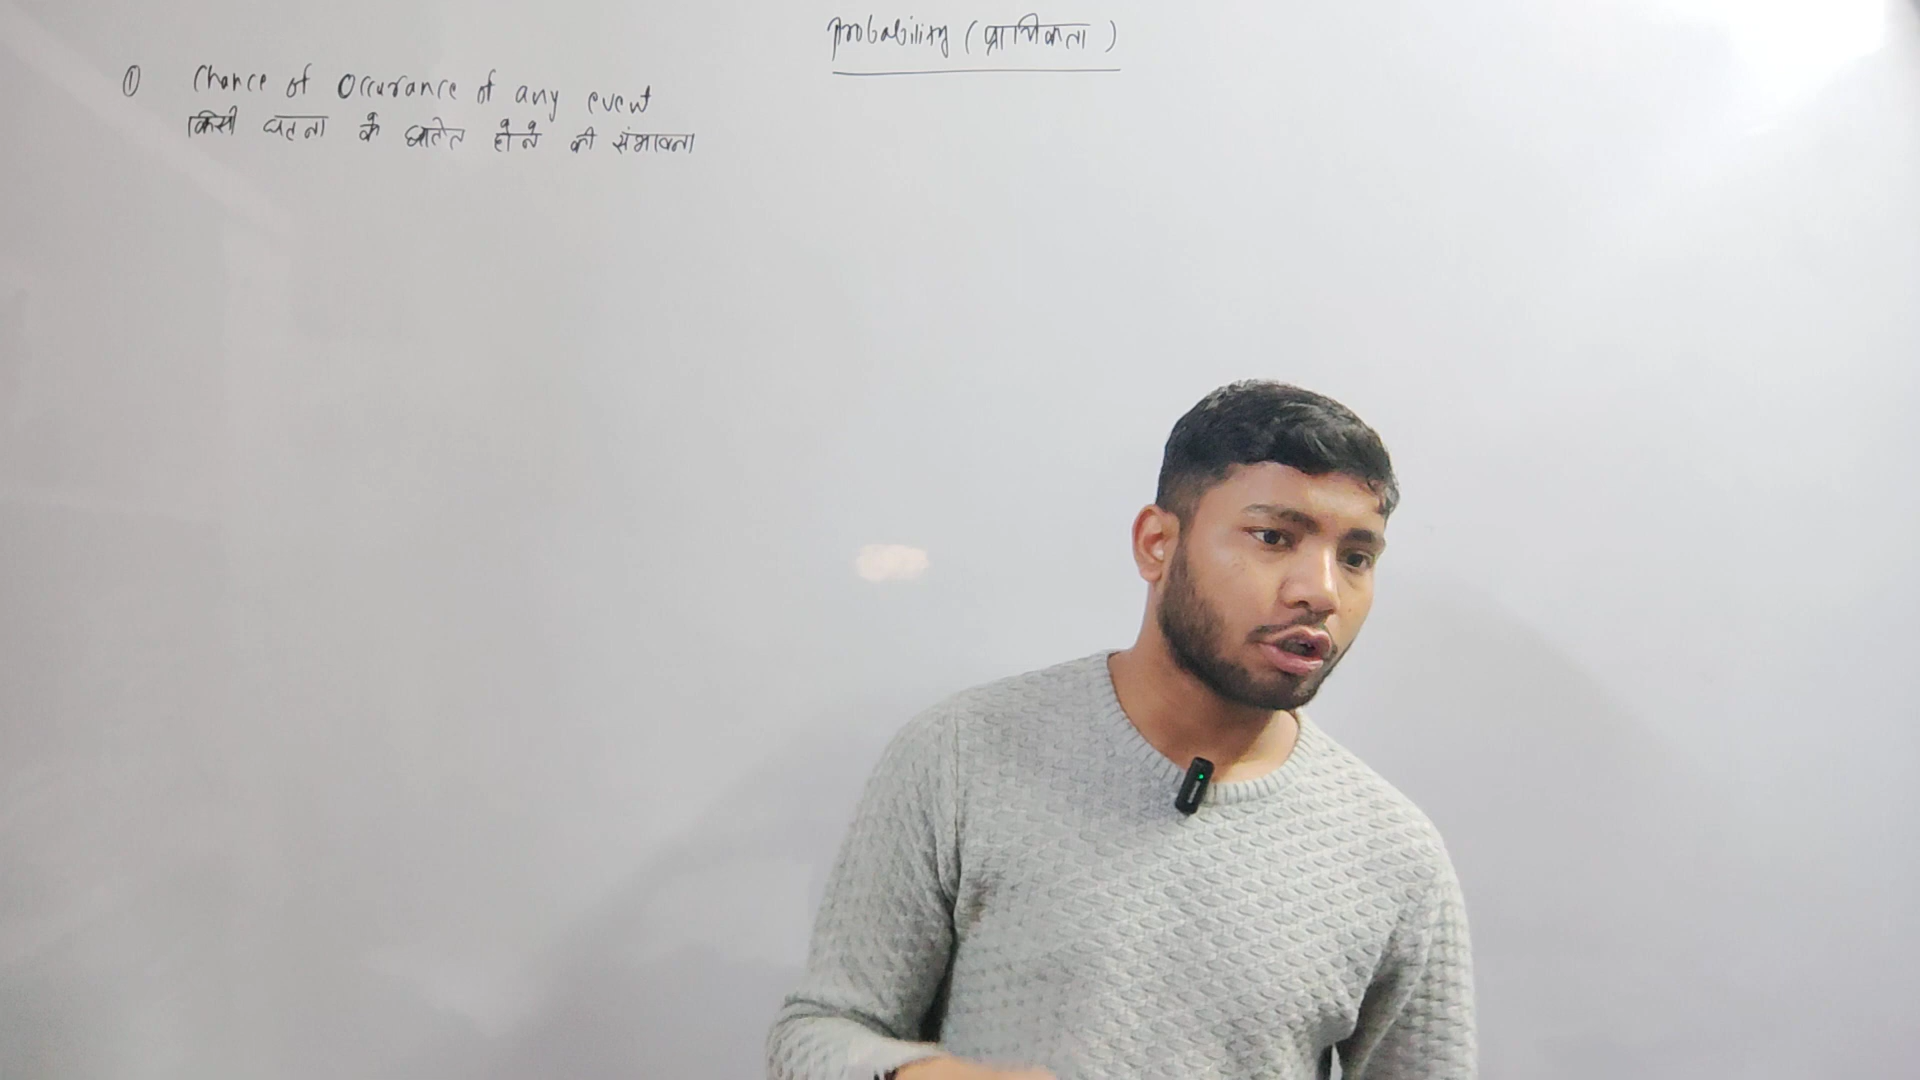 Probability (प्रायिकता)
① Chance of Occurance of any event
किसी घटना के घटित होने की संभावना